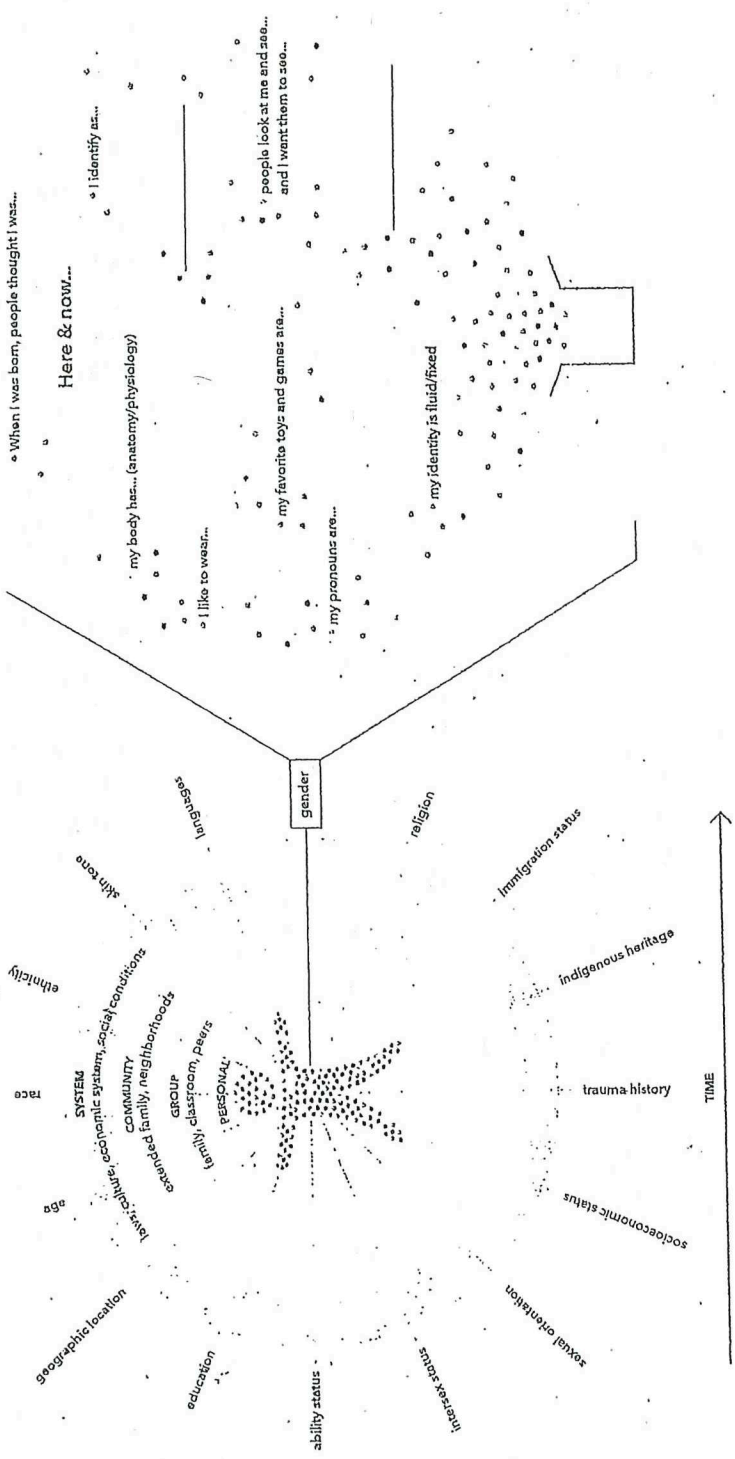 SYSTEM
laws, culture, economic system, social conditions
COMMUNITY
extended family, neighborhoods
GROUP
family, classroom, peers
PERSONAL
race
ethnicity
skin tone
languages
gender
religion
immigration status
indigenous heritage
trauma history
socioeconomic status
sexual orientation
intersex status
ability status
education
geographic location
age
TIME
When I was born, people thought I was...
Here & now...
I identify as...
my body has... (anatomy/physiology)
I like to wear...
people look at me and see...
and I want them to see...
my favorite toys and games are...
my pronouns are...
my identity is fluid/fixed